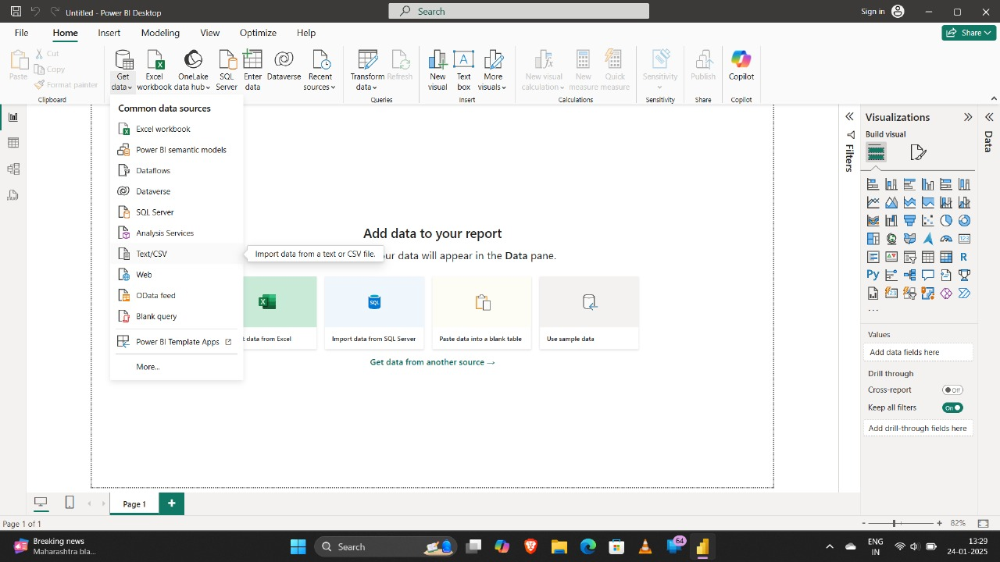 Untitled - Power BI Desktop
Search
Sign in
File
Home
Insert
Modeling
View
Optimize
Help
Share
Paste
Cut
Copy
Format painter
Clipboard
Get data
Excel workbook
OneLake data hub
SQL Server
Enter data
Dataverse
Recent sources
Transform data
Refresh
Queries
New visual
Text box
More visuals
Insert
New visual calculation
New measure
Quick measure
Calculations
Sensitivity
Sensitivity
Publish
Share
Copilot
Copilot
Common data sources
Excel workbook
Power BI semantic models
Dataflows
Dataverse
SQL Server
Analysis Services
Text/CSV
Web
OData feed
Blank query
Power BI Template Apps
More...
Import data from a text or CSV file.
Add data to your report
our data will appear in the Data pane.
t data from Excel
Import data from SQL Server
Paste data into a blank table
Use sample data
Get data from another source →
Filters
Visualizations
Build visual
123
R
Py
...
Values
Add data fields here
Drill through
Cross-report
Off
Keep all filters
On
Add drill-through fields here
Data
Page 1
+
Page 1 of 1
- + 82%
Breaking news
Maharashtra bla...
Search
64
ENG
IN
13:29
24-01-2025